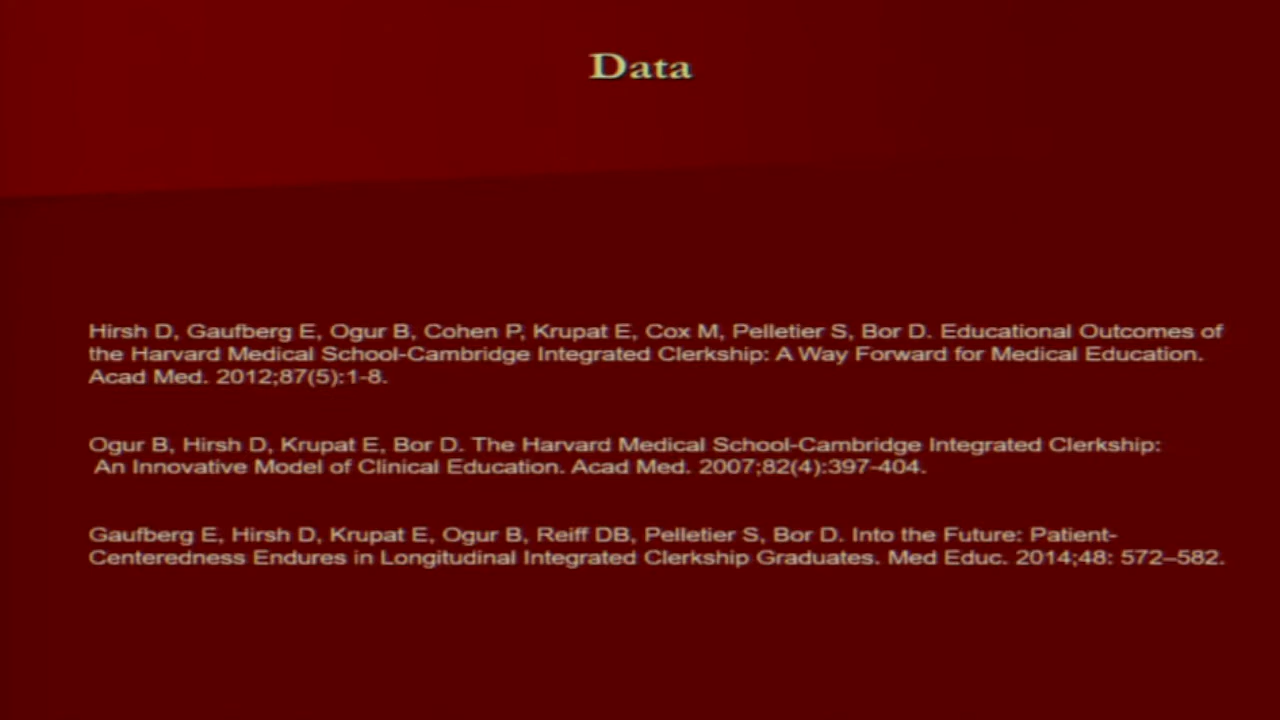 Data
Hirsh D, Gaufberg E, Ogur B, Cohen P, Krupat E, Cox M, Pelletier S, Bor D. Educational Outcomes of
the Harvard Medical School-Cambridge Integrated Clerkship: A Way Forward for Medical Education.
Acad Med. 2012;87(5):1-8.
Ogur B, Hirsh D, Krupat E, Bor D. The Harvard Medical School-Cambridge Integrated Clerkship:
An Innovative Model of Clinical Education. Acad Med. 2007;82(4):397-404.
Gaufberg E, Hirsh D, Krupat E, Ogur B, Reiff DB, Pelletier S, Bor D. Into the Future: Patient-
Centeredness Endures in Longitudinal Integrated Clerkship Graduates. Med Educ. 2014;48: 572–582.